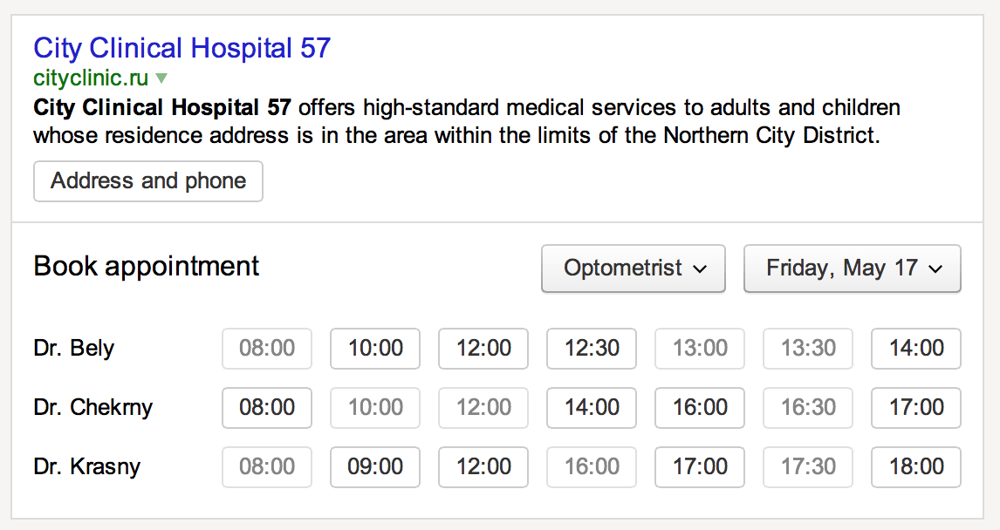 City Clinical Hospital 57
cityclinic.ru
City Clinical Hospital 57 offers high-standard medical services to adults and children
whose residence address is in the area within the limits of the Northern City District.
Address and phone
Book appointment Optometrist Friday, May 17
Dr. Bely 08:00 10:00 12:00 12:30 13:00 13:30 14:00
Dr. Chekrny 08:00 10:00 12:00 14:00 16:00 16:30 17:00
Dr. Krasny 08:00 09:00 12:00 16:00 17:00 17:30 18:00